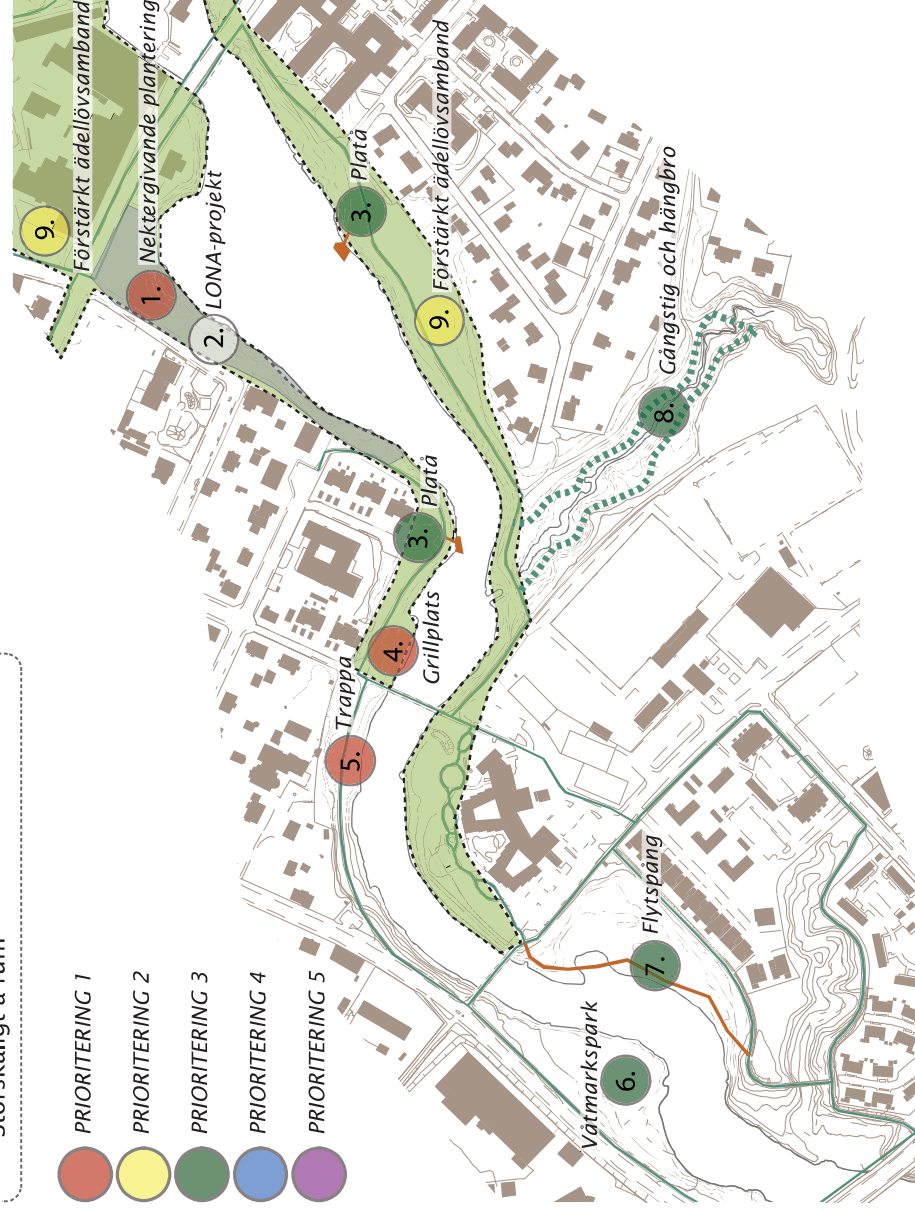 PRIORITERING 1
PRIORITERING 2
PRIORITERING 3
PRIORITERING 4
PRIORITERING 5
9.
Förstärkt ädellövsamband
1.
Nektergivande plantering
2.
LONA-projekt
5.
Trappa
3.
Platå
4.
Grillplats
3.
Platå
9.
Förstärkt ädellövsamband
6.
Våtmarkspark
7.
Flytspång
8.
Gångstig och hängbro